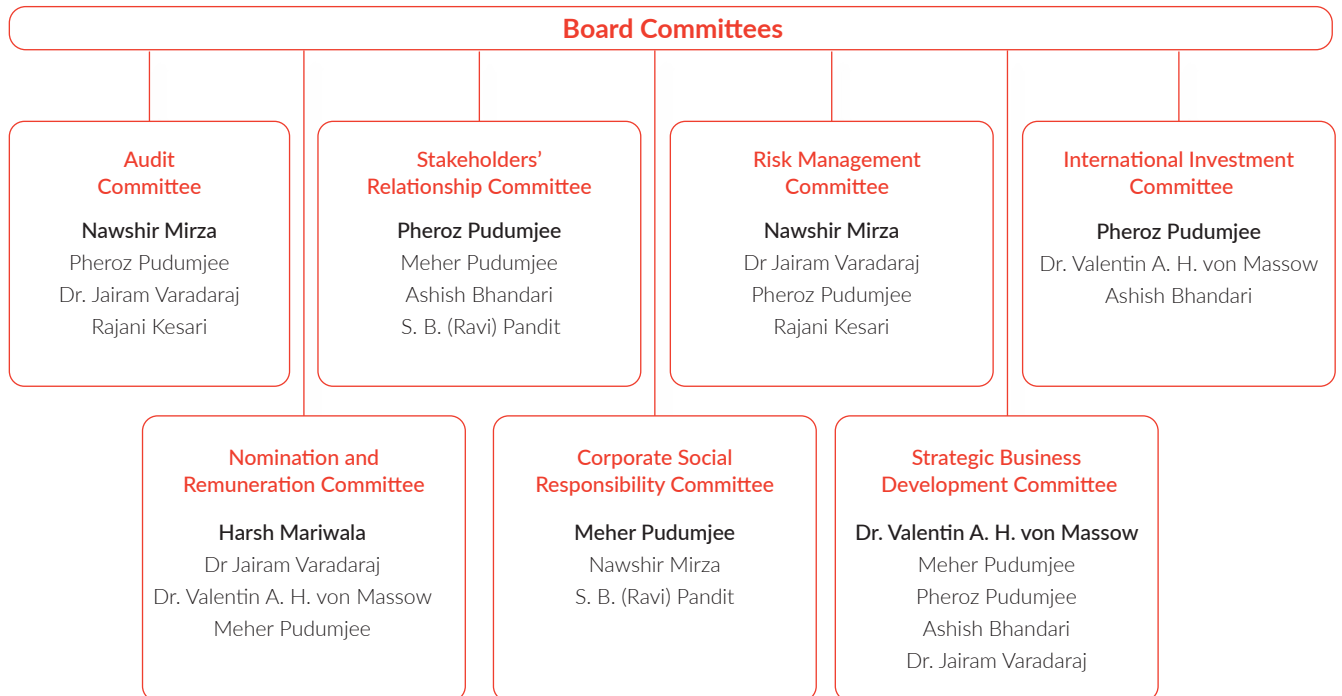 Board Committees
Audit
Committee
Nawshir Mirza
Pheroz Pudumjee
Dr. Jairam Varadaraj
Rajani Kesari
Stakeholders’
Relationship Committee
Pheroz Pudumjee
Meher Pudumjee
Ashish Bhandari
S. B. (Ravi) Pandit
Risk Management
Committee
Nawshir Mirza
Dr Jairam Varadaraj
Pheroz Pudumjee
Rajani Kesari
International Investment
Committee
Pheroz Pudumjee
Dr. Valentin A. H. von Massow
Ashish Bhandari
Nomination and
Remuneration Committee
Harsh Mariwala
Dr Jairam Varadaraj
Dr. Valentin A. H. von Massow
Meher Pudumjee
Corporate Social
Responsibility Committee
Meher Pudumjee
Nawshir Mirza
S. B. (Ravi) Pandit
Strategic Business
Development Committee
Dr. Valentin A. H. von Massow
Meher Pudumjee
Pheroz Pudumjee
Ashish Bhandari
Dr. Jairam Varadaraj